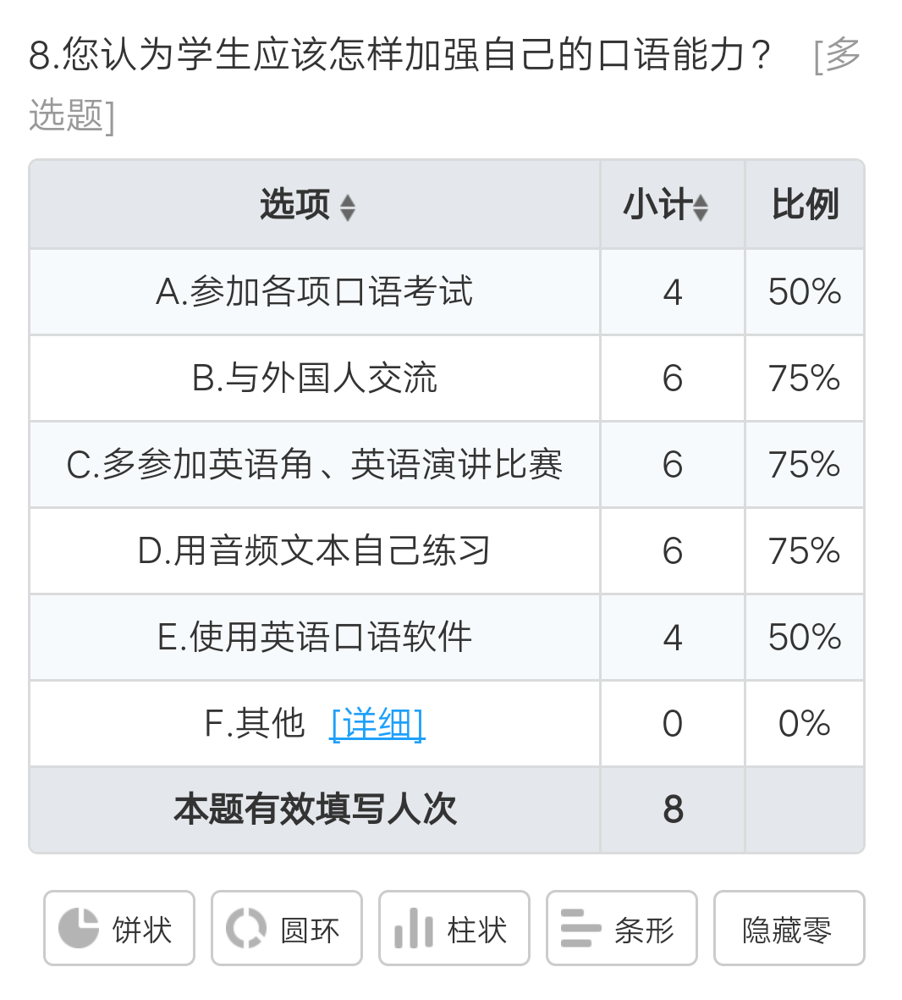 8.您认为学生应该怎样加强自己的口语能力？ [多
选题]
选项 小计 比例
A.参加各项口语考试 4 50%
B.与外国人交流 6 75%
C.多参加英语角、英语演讲比赛 6 75%
D.用音频文本自己练习 6 75%
E.使用英语口语软件 4 50%
F.其他 [详细] 0 0%
本题有效填写人次 8
饼状 圆环 柱状 条形 隐藏零